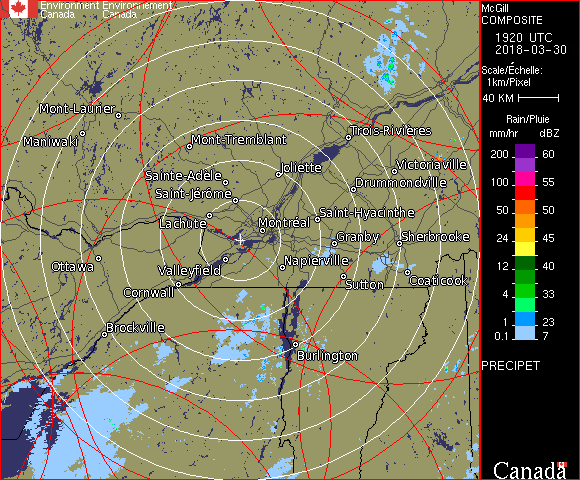 Environment Environnement
Canada Canada
McGill
COMPOSITE
1920 UTC
2018-03-30
Scale/Échelle:
1km/Pixel
40 KM
Rain/Pluie
mm/hr dBZ
200 60
100 55
50 50
24 45
12 40
4 33
1 23
0.1 7
PRECIPET
Canada
Mont-Laurier
Maniwaki
Mont-Tremblant
Trois-Rivières
Joliette
Victoriaville
Sainte-Adèle
Drummondville
Saint-Jérôme
Saint-Hyacinthe
Lachute
Montréal
Granby
Sherbrooke
Ottawa
Valleyfield
Napierville
Coaticook
Cornwall
Sutton
Brockville
Burlington